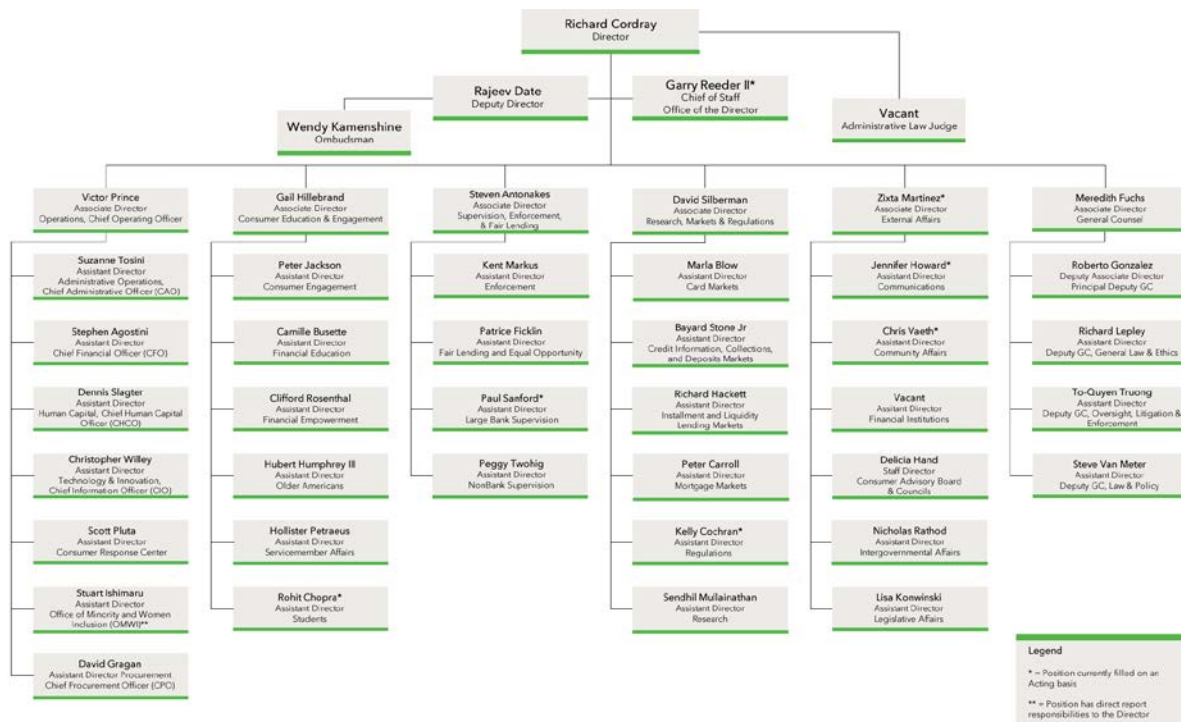 Richard Cordray
Director
Rajeev Date
Deputy Director
Garry Reeder II*
Chief of Staff
Office of the Director
Wendy Kamenshine
Ombudsman
Vacant
Administrative Law Judge
Victor Prince
Associate Director
Operations, Chief Operating Officer
Suzanne Tosini
Assistant Director
Administrative Operations,
Chief Administrative Officer (CAO)
Stephen Agostini
Assistant Director
Chief Financial Officer (CFO)
Dennis Slagter
Assistant Director
Human Capital, Chief Human Capital
Officer (CHCO)
Christopher Willey
Assistant Director
Technology & Innovation,
Chief Information Officer (CIO)
Scott Pluta
Assistant Director
Consumer Response Center
Stuart Ishimaru
Assistant Director
Office of Minority and Women
Inclusion (OMWI)**
David Gragan
Assistant Director Procurement
Chief Procurement Officer (CPO)
Gail Hillebrand
Associate Director
Consumer Education & Engagement
Peter Jackson
Assistant Director
Consumer Engagement
Camille Busette
Assistant Director
Financial Education
Clifford Rosenthal
Assistant Director
Financial Empowerment
Hubert Humphrey III
Assistant Director
Older Americans
Hollister Petraeus
Assistant Director
Servicemember Affairs
Rohit Chopra*
Assistant Director
Students
Steven Antonakes
Associate Director
Supervision, Enforcement,
& Fair Lending
Kent Markus
Assistant Director
Enforcement
Patrice Ficklin
Assistant Director
Fair Lending and Equal Opportunity
Paul Sanford*
Assistant Director
Large Bank Supervision
Peggy Twohig
Assistant Director
NonBank Supervision
David Silberman
Associate Director
Research, Markets & Regulations
Marla Blow
Assistant Director
Card Markets
Bayard Stone Jr
Assistant Director
Credit Information, Collections,
and Deposits Markets
Richard Hackett
Assistant Director
Installment and Liquidity
Lending Markets
Peter Carroll
Assistant Director
Mortgage Markets
Kelly Cochran*
Assistant Director
Regulations
Sendhil Mullainathan
Assistant Director
Research
Zixta Martinez*
Associate Director
External Affairs
Jennifer Howard*
Assistant Director
Communications
Chris Vaeth*
Assistant Director
Community Affairs
Vacant
Assitant Director
Financial Institutions
Delicia Hand
Staff Director
Consumer Advisory Board
& Councils
Nicholas Rathod
Assistant Director
Intergovernmental Affairs
Lisa Konwinski
Assistant Director
Legislative Affairs
Meredith Fuchs
Associate Director
General Counsel
Roberto Gonzalez
Deputy Associate Director
Principal Deputy GC
Richard Lepley
Assistant Director
Deputy GC, General Law & Ethics
To-Quyen Truong
Assistant Director
Deputy GC, Oversight, Litigation &
Enforcement
Steve Van Meter
Assistant Director
Deputy GC, Law & Policy
Legend
* = Position currently filled on an
Acting basis
** = Position has direct report
responsibilities to the Director